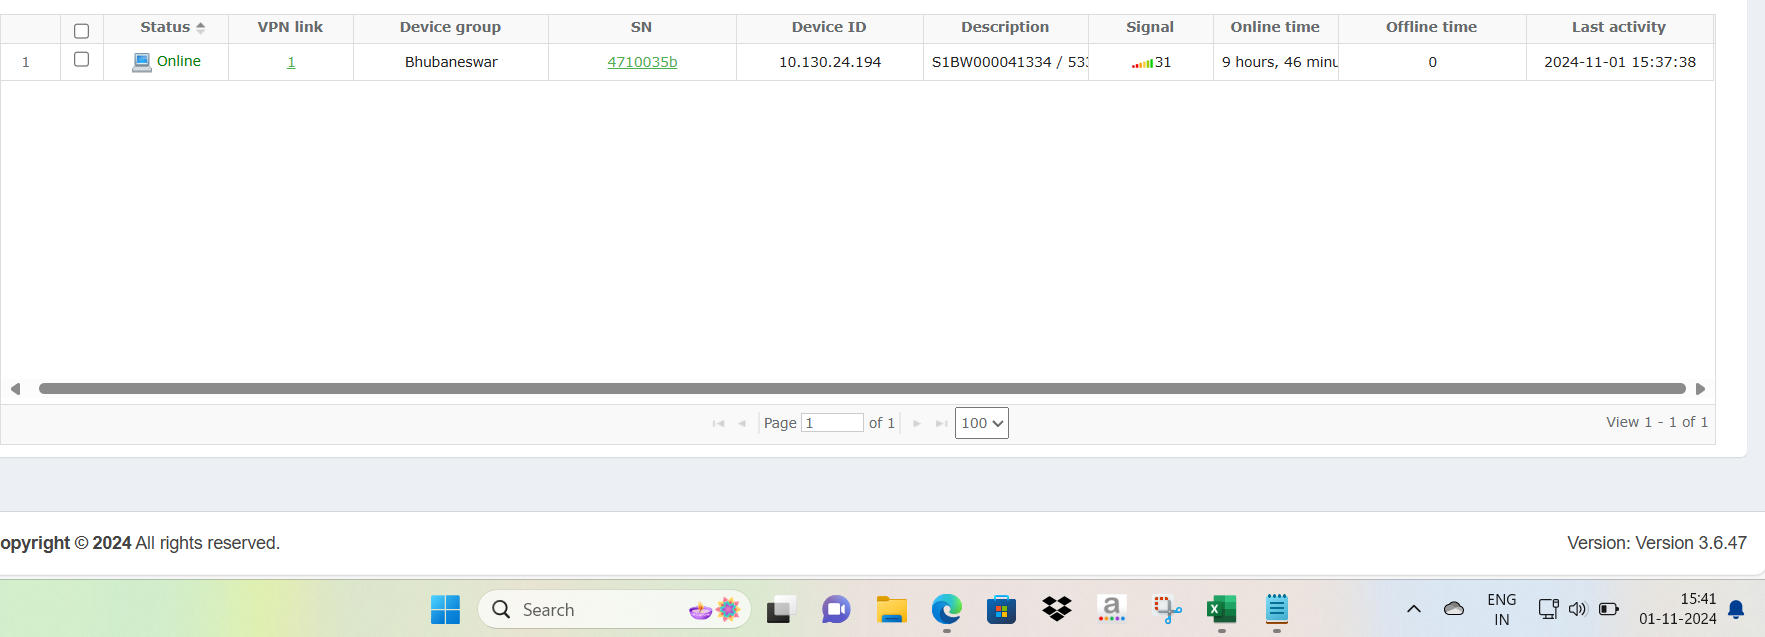 Status VPN link Device group SN Device ID Description Signal Online time Offline time Last activity
1 Online 1 Bhubaneswar 4710035b 10.130.24.194 S1BW000041334 / 53 31 9 hours, 46 minu 0 2024-11-01 15:37:38
Page 1 of 1 100 View 1 - 1 of 1
opyright © 2024 All rights reserved. Version: Version 3.6.47
Search ENG 15:41
IN 01-11-2024